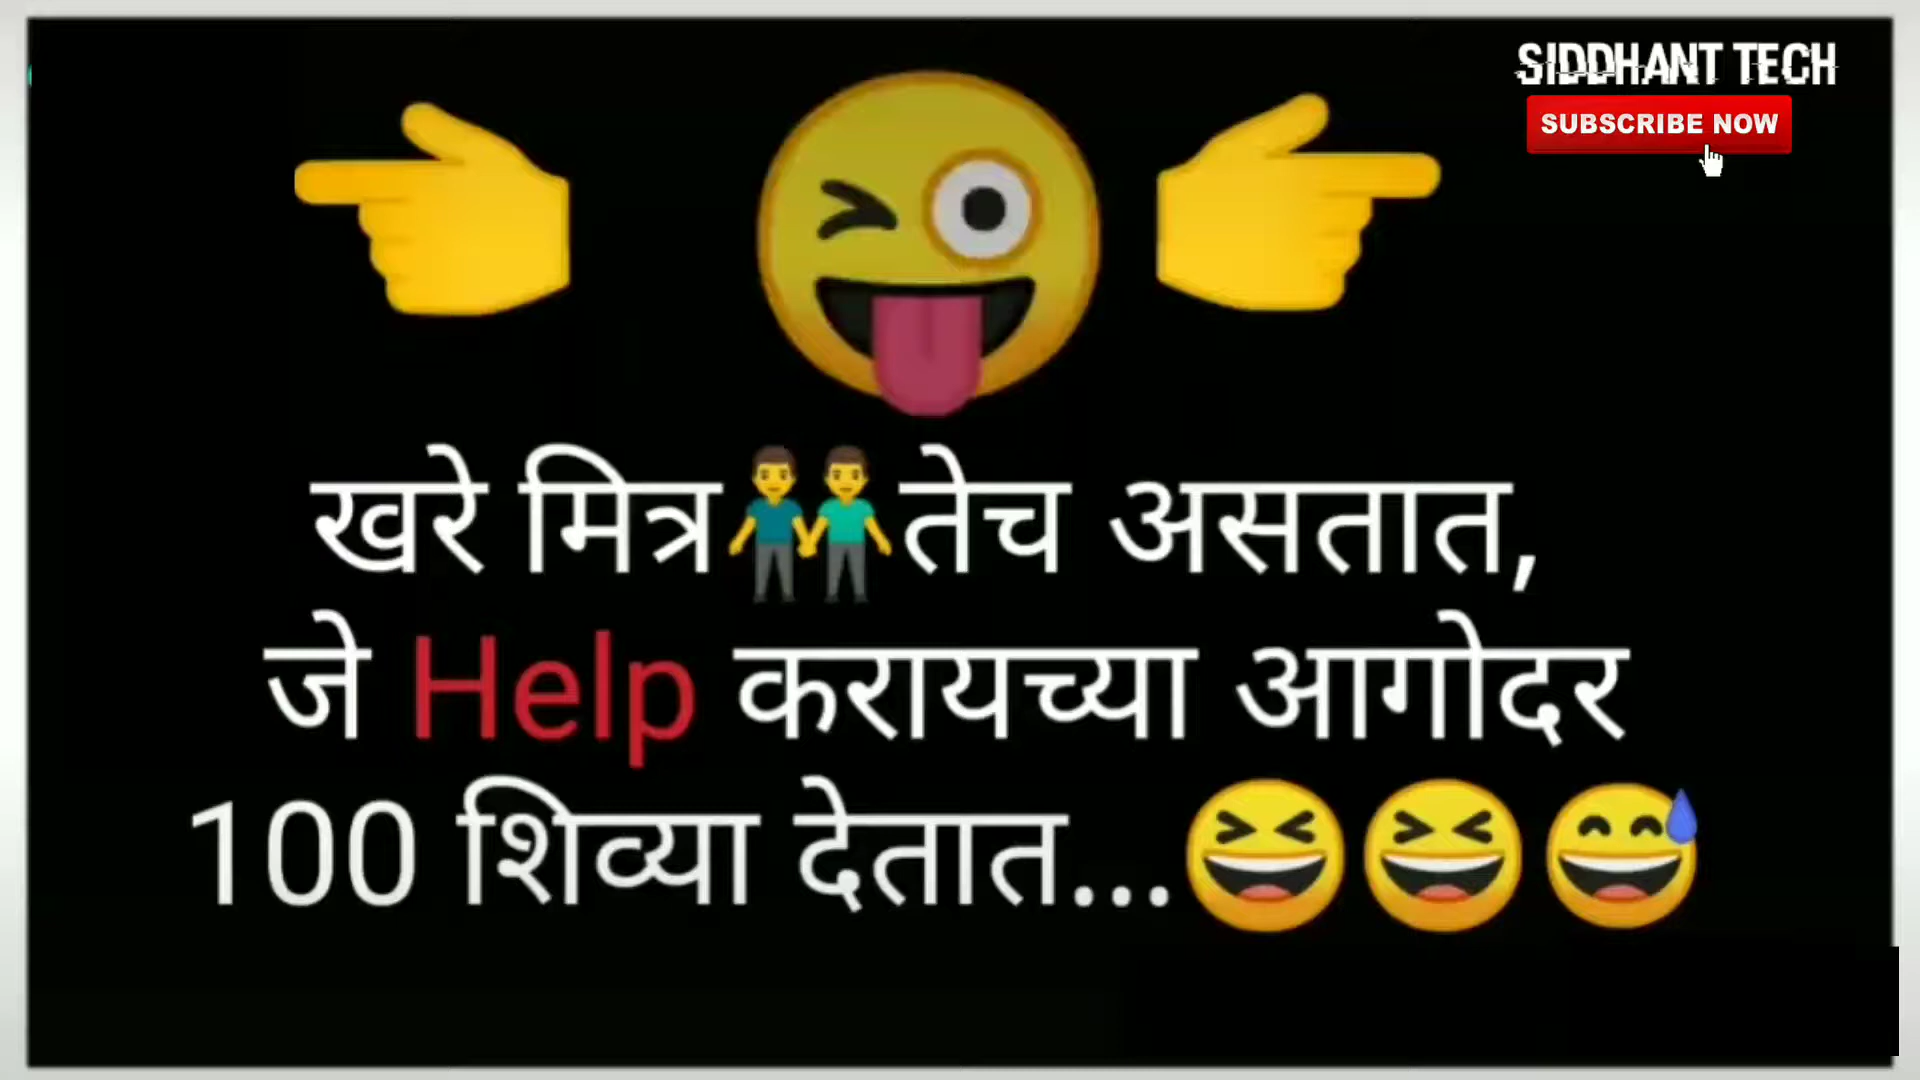 SIDDHANT TECH
SUBSCRIBE NOW
खरे मित्र👬तेच असतात,
जे Help करायच्या आगोदर
100 शिव्या देतात...😆😆😅